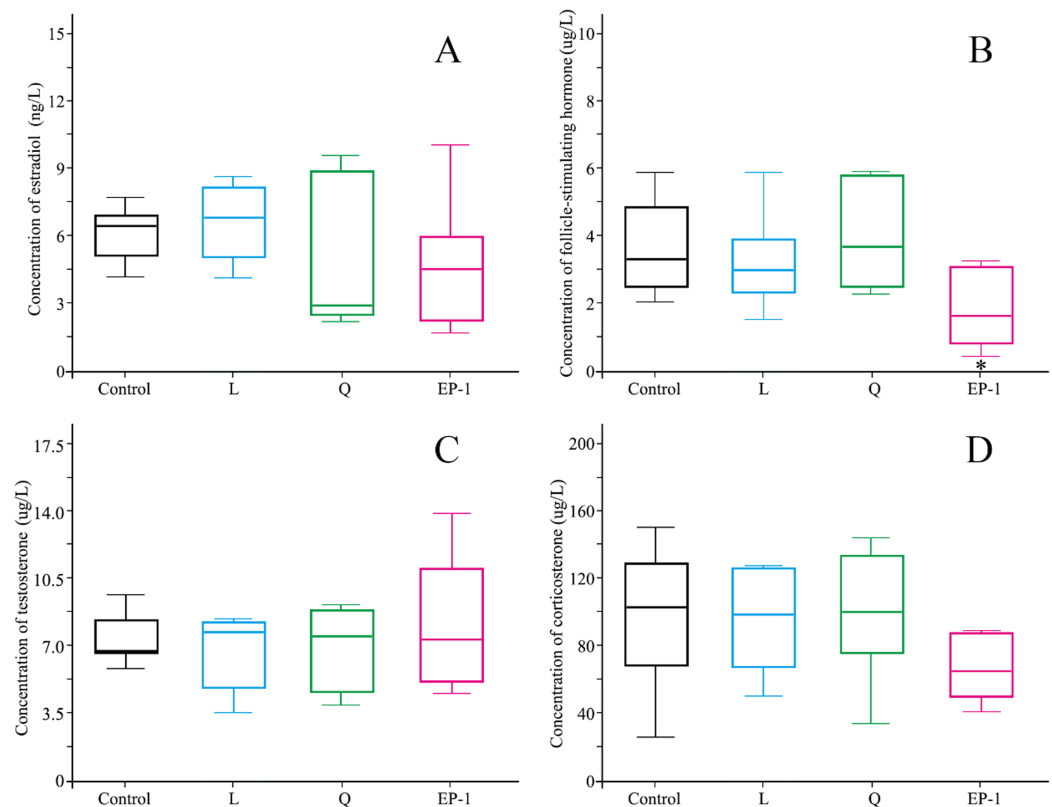 A
Concentration of estradiol (ng/L)
15
12
9
6
3
0
Control L Q EP-1
B
Concentration of follicle-stimulating hormone (ug/L)
10
8
6
4
2
0
*
Control L Q EP-1
C
Concentration of testosterone (ug/L)
17.5
14.0
10.5
7.0
3.5
0
Control L Q EP-1
D
Concentration of corticosterone (ug/L)
200
160
120
80
40
0
Control L Q EP-1